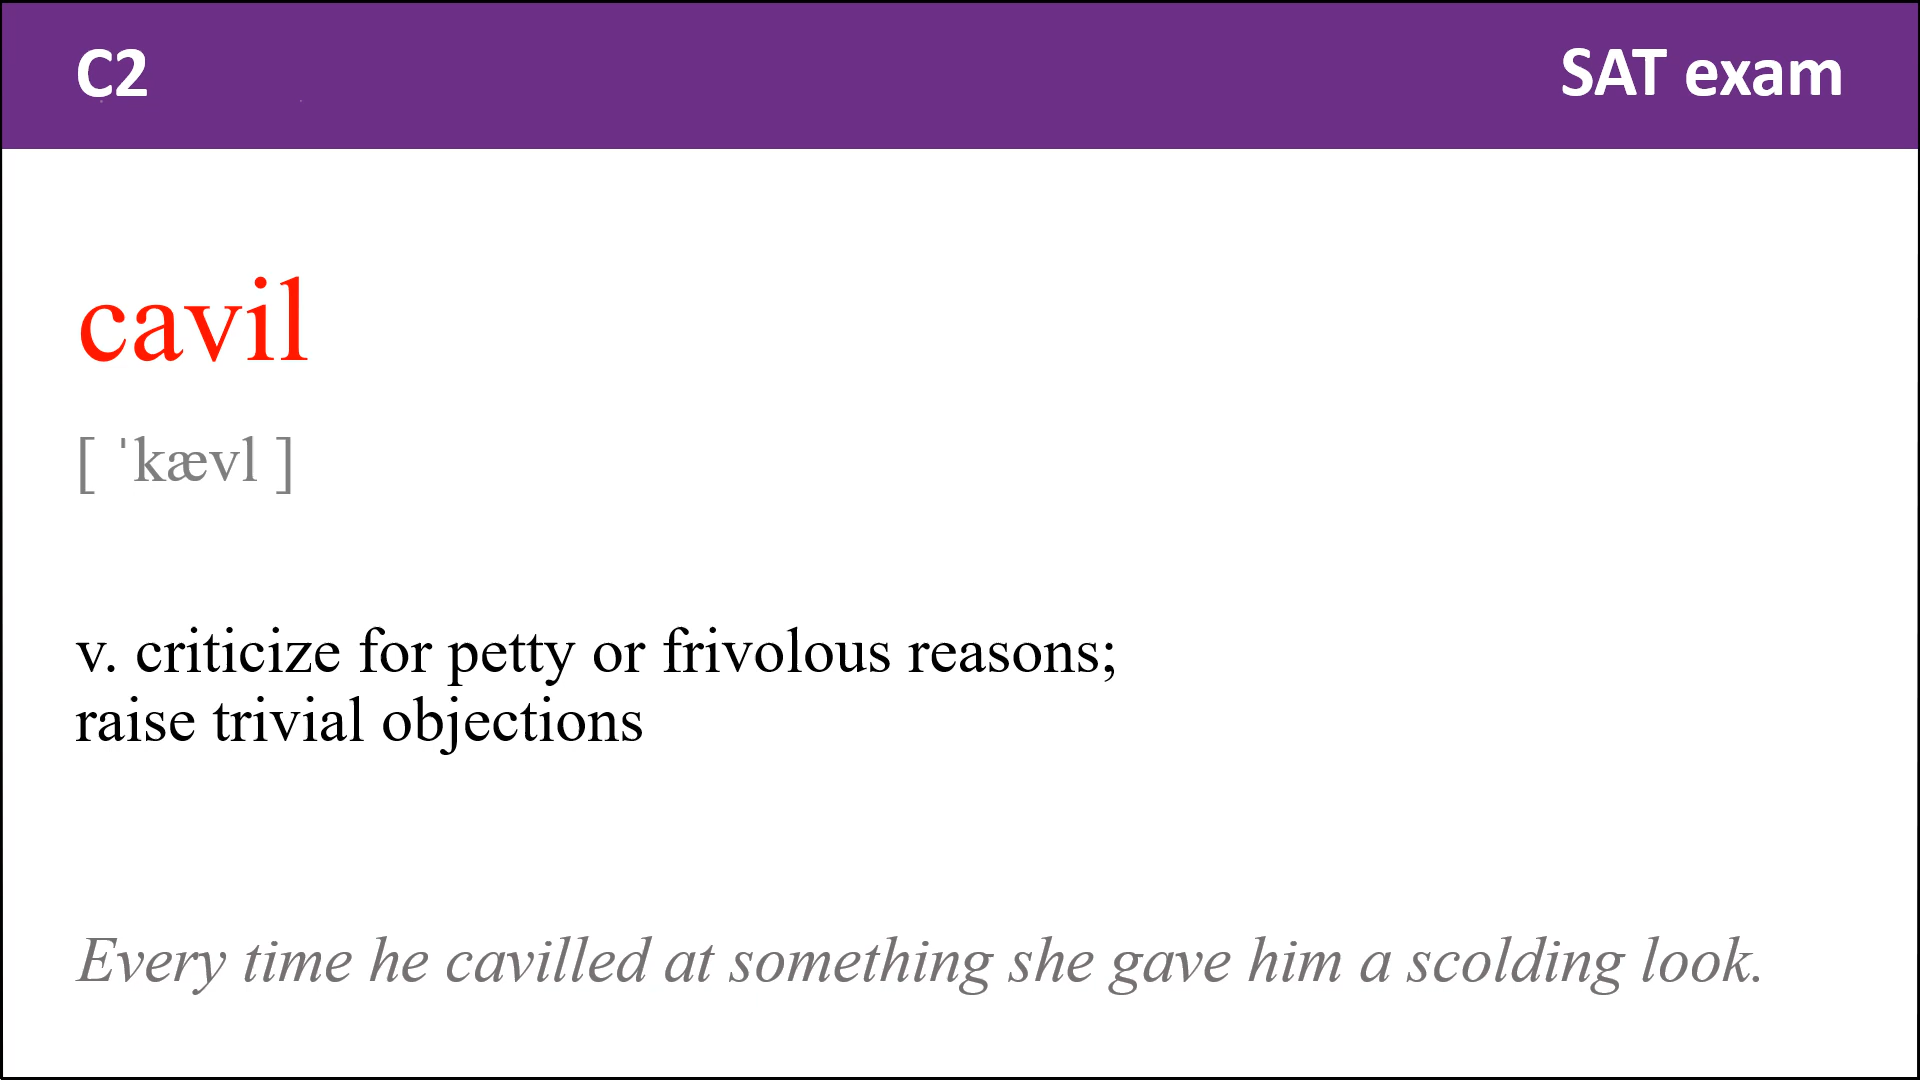 C2 SAT exam
cavil
[ ˈkævl ]
v. criticize for petty or frivolous reasons;
raise trivial objections
Every time he cavilled at something she gave him a scolding look.